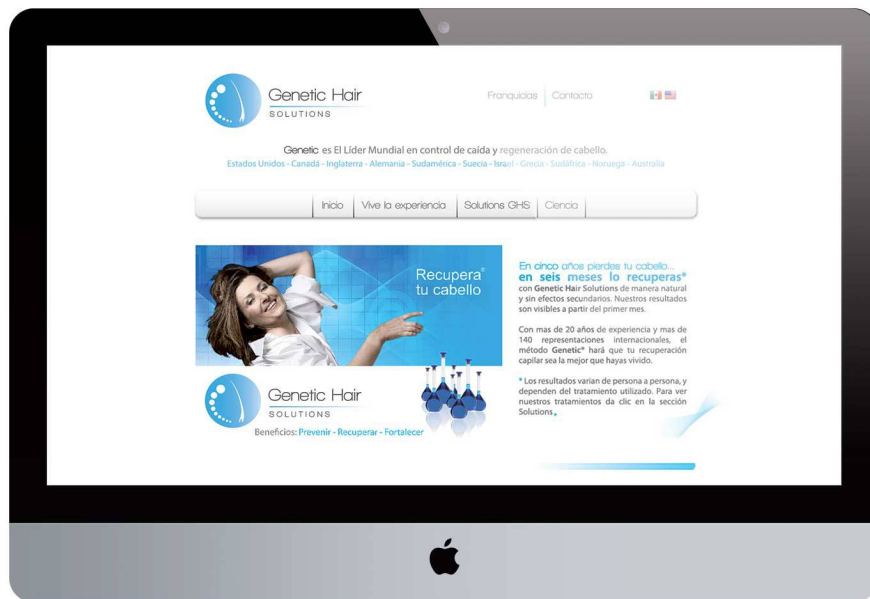 Genetic Hair
SOLUTIONS
Franquicias Contacto
Genetic es El Líder Mundial en control de caída y regeneración de cabello.
Estados Unidos - Canadá - Inglaterra - Alemania - Sudamérica - Suecia - Israel - Grecia - Sudáfrica - Noruega - Australia
Inicio Vive la experiencia Solutions GHS Ciencia
Recupera®
tu cabello
Genetic Hair
SOLUTIONS
Beneficios: Prevenir - Recuperar - Fortalecer
En cinco años pierdes tu cabello...
en seis meses lo recuperas*
con Genetic Hair Solutions de manera natural
y sin efectos secundarios. Nuestros resultados
son visibles a partir del primer mes.
Con mas de 20 años de experiencia y mas de
140 representaciones internacionales, el
método Genetic® hará que tu recuperación
capilar sea la mejor que hayas vivido.
* Los resultados varian de persona a persona, y
dependen del tratamiento utilizado. Para ver
nuestros tratamientos da clic en la sección
Solutions.